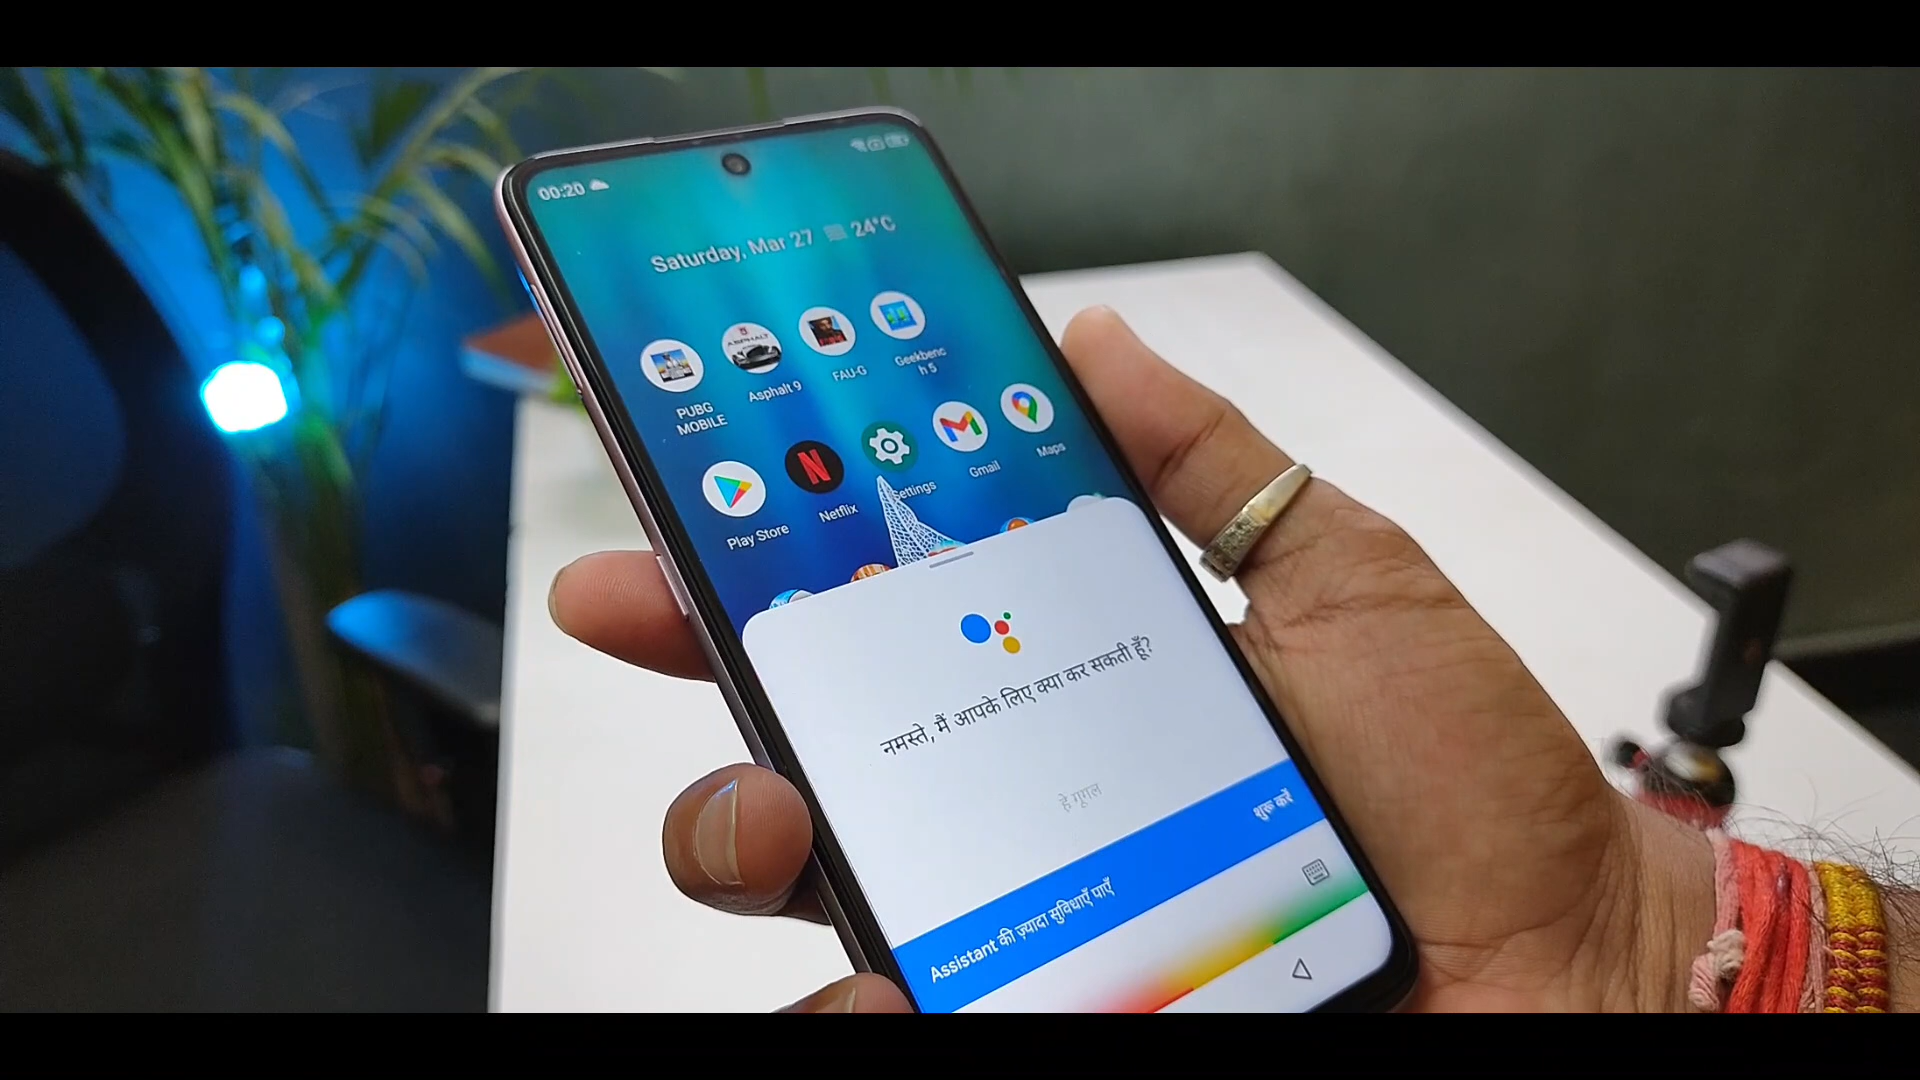 00:20
Saturday, Mar 27 24°C
ASPHALT
PUBG
MOBILE
Asphalt 9
FAU-G
Geekbenc
h 5
Play Store
Netflix
Settings
Gmail
Maps
नमस्ते, मैं आपके लिए क्या कर सकती हूँ?
हे गूगल
Assistant की ज़्यादा सुविधाएँ पाएँ
शुरू करें